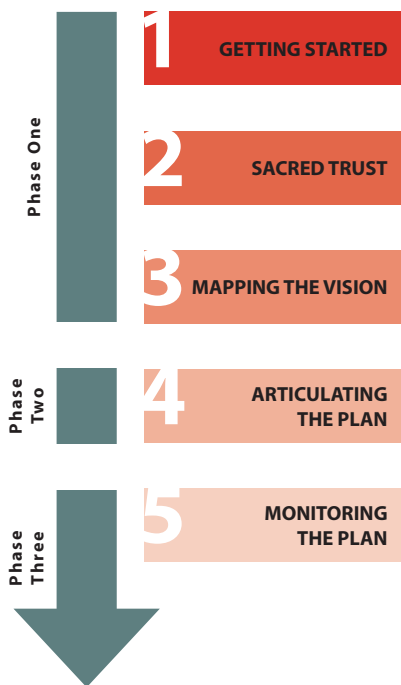 Phase One
1
GETTING STARTED
2
SACRED TRUST
3
MAPPING THE VISION
Phase
Two
4
ARTICULATING
THE PLAN
Phase
Three
5
MONITORING
THE PLAN